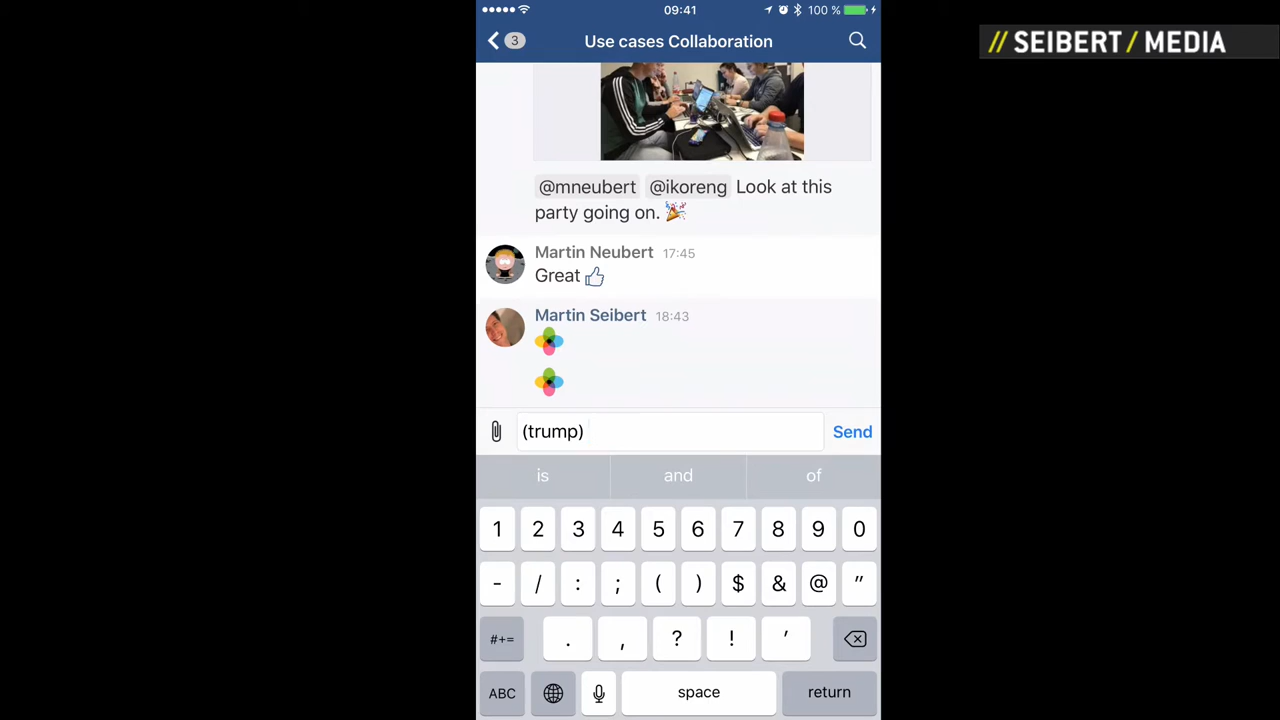 09:41
100 %
// SEIBERT / MEDIA
3
Use cases Collaboration
@mneubert @ikoreng Look at this
party going on.
Martin Neubert 17:45
Great
Martin Seibert 18:43
(trump)
Send
is and of
1 2 3 4 5 6 7 8 9 0
- / : ; ( ) $ & @ "
#+= . , ? ! '
ABC space return